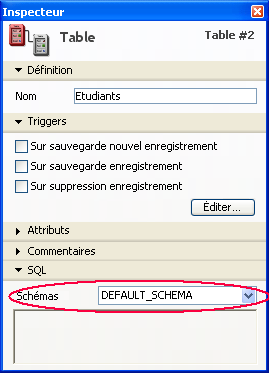 Inspecteur
Table
Table #2
Définition
Nom Etudiants
Triggers
Sur sauvegarde nouvel enregistrement
Sur sauvegarde enregistrement
Sur suppression enregistrement
Éditer...
Attributs
Commentaires
SQL
Schémas DEFAULT_SCHEMA